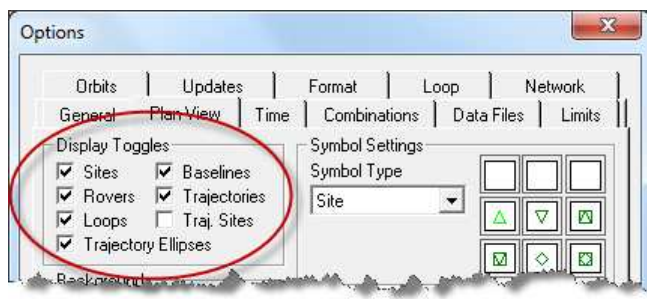 Options
Orbits Updates Format Loop Network
General Plan View Time Combinations Data Files Limits
Display Toggles Symbol Settings
Sites Baselines Symbol Type
Rovers Trajectories Site
Loops Traj. Sites
Trajectory Ellipses
Background